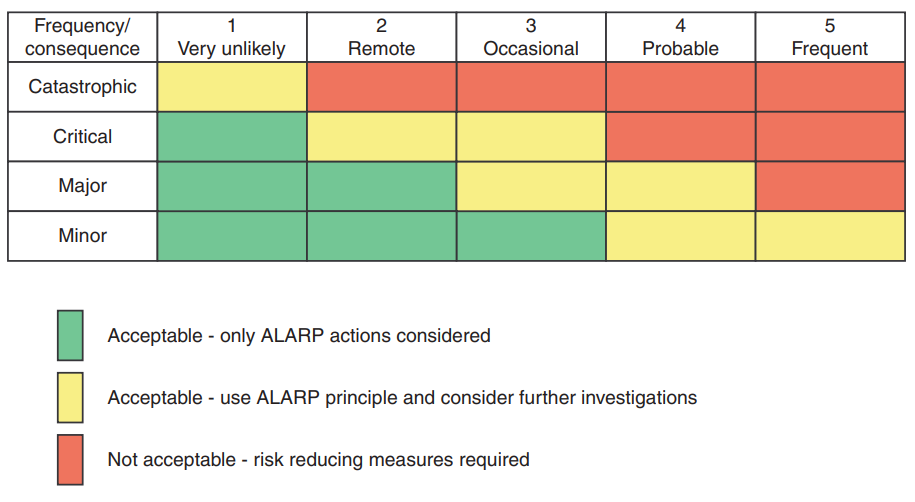 Frequency/
consequence
1
Very unlikely
2
Remote
3
Occasional
4
Probable
5
Frequent
Catastrophic
Critical
Major
Minor
Acceptable - only ALARP actions considered
Acceptable - use ALARP principle and consider further investigations
Not acceptable - risk reducing measures required